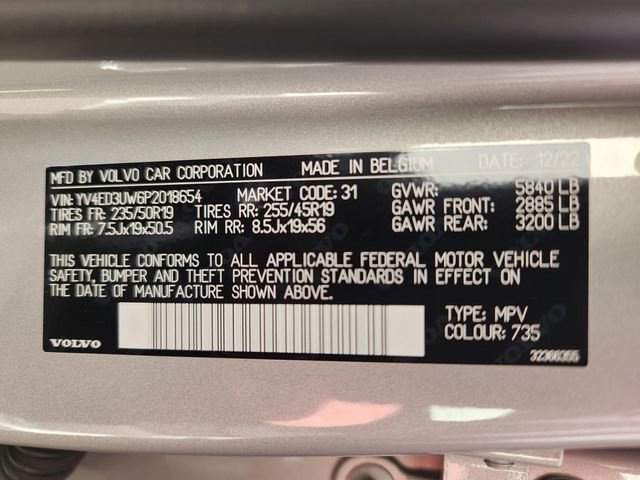 MFD BY VOLVO CAR CORPORATION MADE IN BELGIUM DATE: 12/22
VIN: YV4ED3UW6P2018654 MARKET CODE: 31 GVWR: 5840 LB
TIRES FR: 235/50R19 TIRES RR: 255/45R19 GAWR FRONT: 2885 LB
RIM FR: 7.5Jx19x50.5 RIM RR: 8.5Jx19x56 GAWR REAR: 3200 LB
THIS VEHICLE CONFORMS TO ALL APPLICABLE FEDERAL MOTOR VEHICLE
SAFETY, BUMPER AND THEFT PREVENTION STANDARDS IN EFFECT ON
THE DATE OF MANUFACTURE SHOWN ABOVE.
TYPE: MPV
COLOUR: 735
VOLVO 32366355